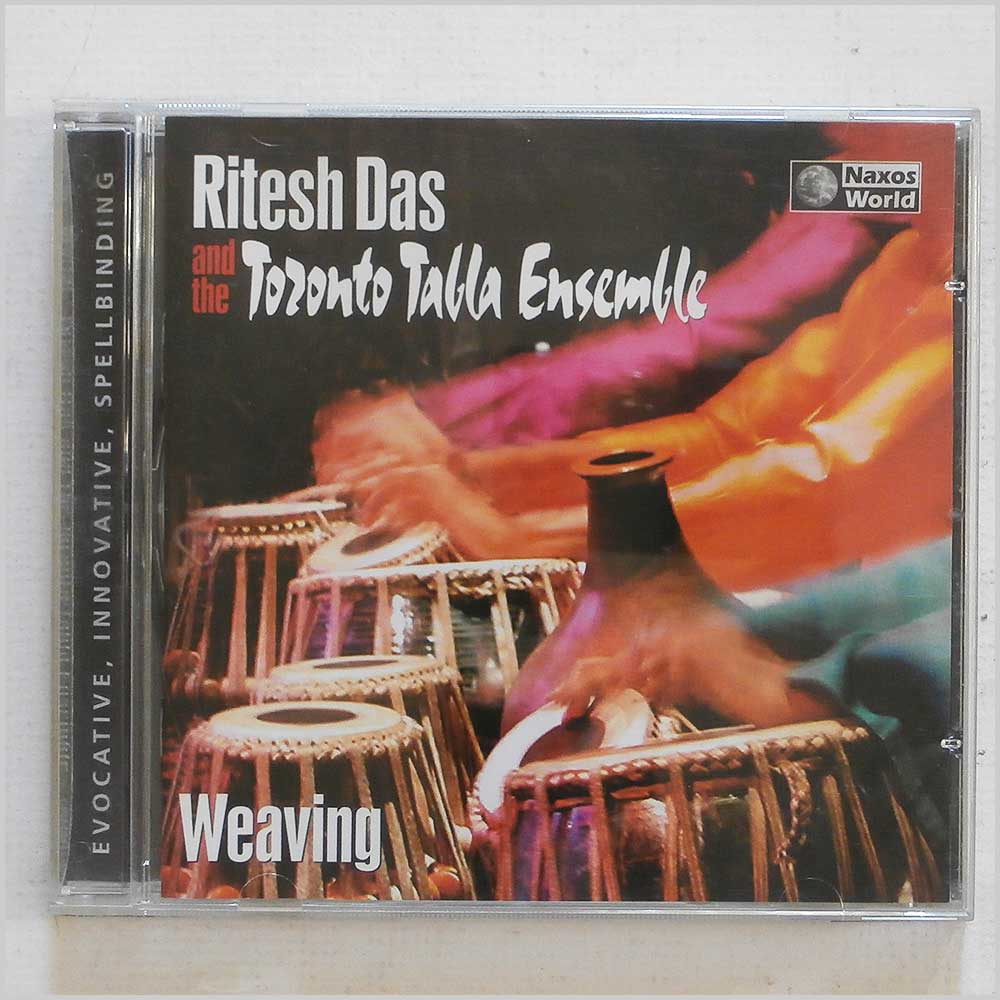 Ritesh Das
and the Toronto Tabla Ensemble
Naxos
World
Weaving
EVOCATIVE, INNOVATIVE, SPELLBINDING